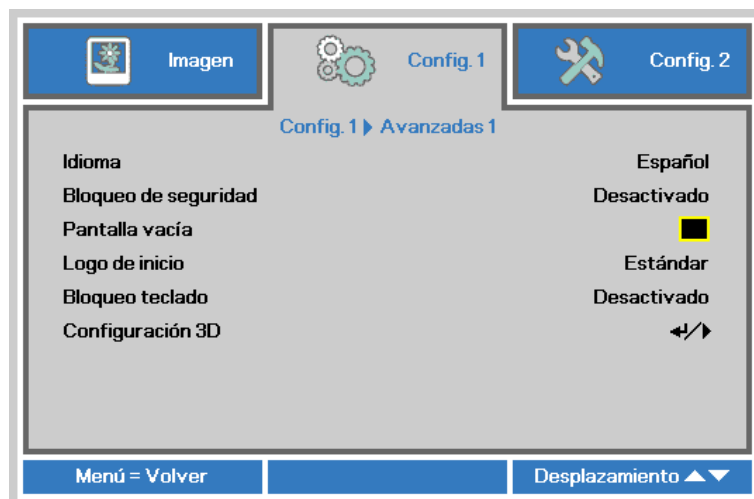 Imagen
Config. 1
Config. 2
Config. 1 Avanzadas 1
Idioma Español
Bloqueo de seguridad Desactivado
Pantalla vacía
Logo de inicio Estándar
Bloqueo teclado Desactivado
Configuración 3D
Menú = Volver
Desplazamiento